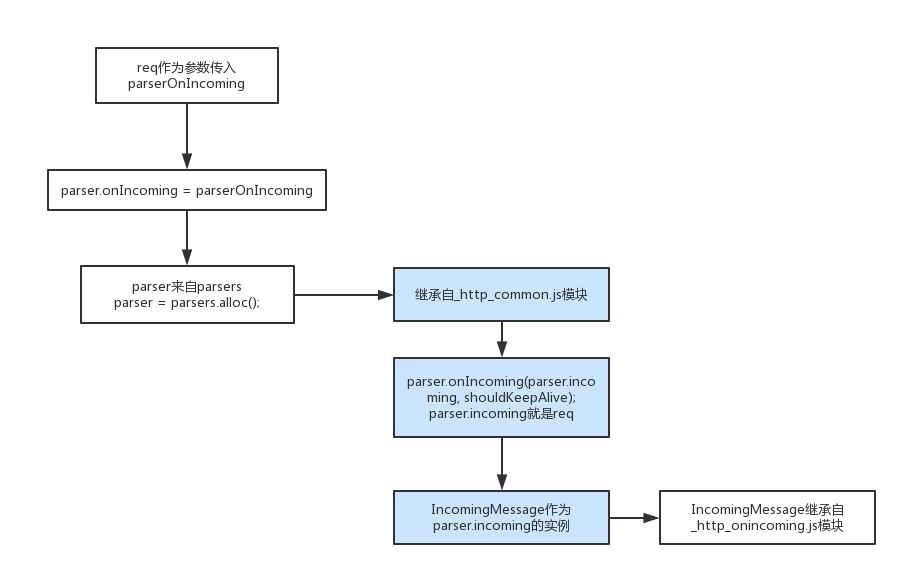 req作为参数传入
parserOnIncoming
parser.onIncoming = parserOnIncoming
parser来自parsers
parser = parsers.alloc();
继承自_http_common.js模块
parser.onIncoming(parser.inco
ming, shouldKeepAlive);
parser.incoming就是req
IncomingMessage作为
parser.incoming的实例
IncomingMessage继承自
_http_onincoming.js模块